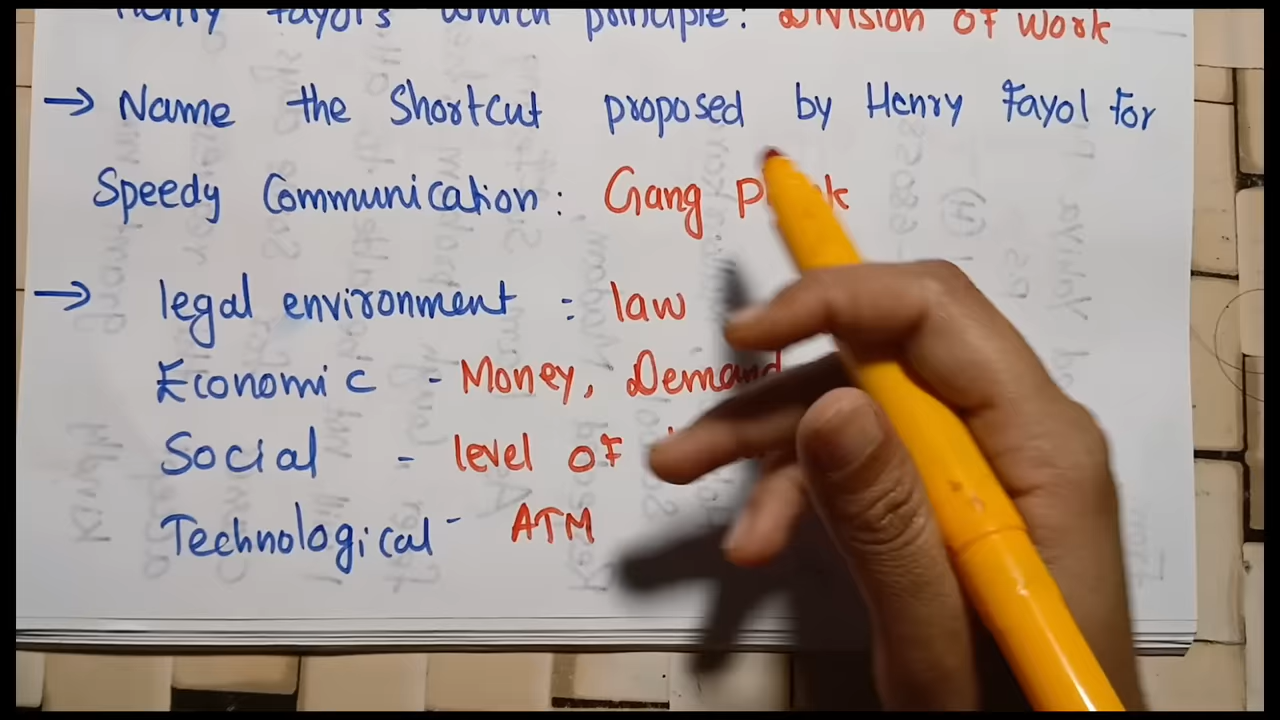 Henry Fayol's which principle: Division of Work
→ Name the Shortcut proposed by Henry Fayol For
Speedy Communication: Gang
→ legal environment : law
Economic - Money, Demand
Social - level of
Technological - ATM